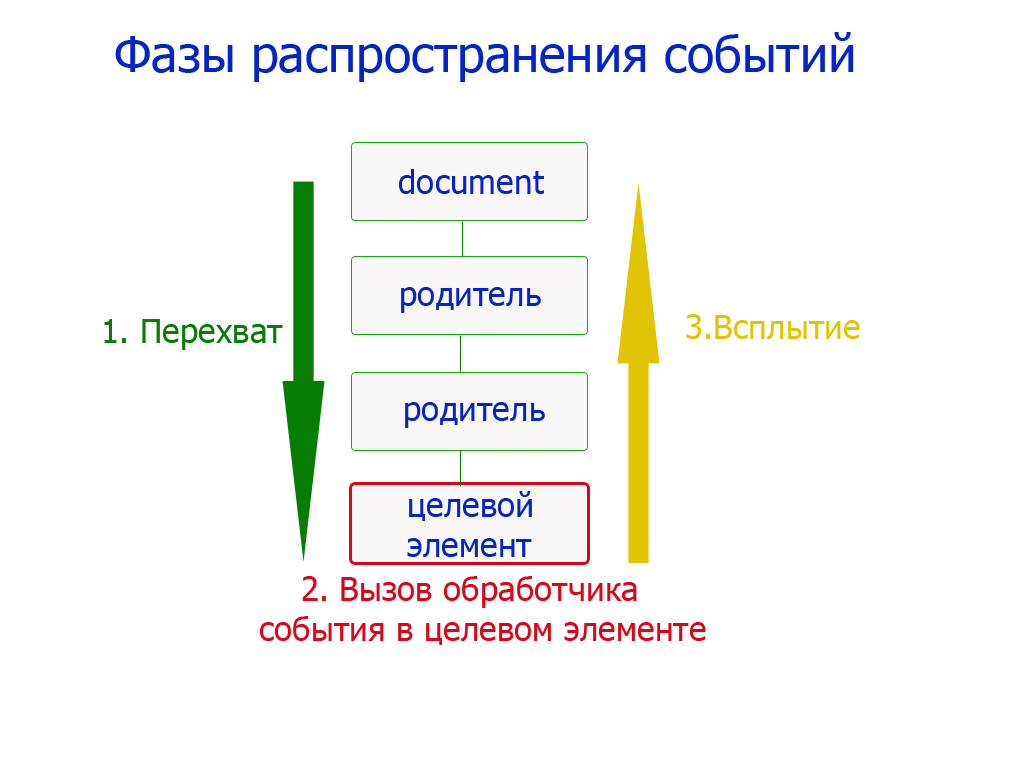 Фазы распространения событий
document
родитель
1. Перехват
3.Всплытие
родитель
целевой
элемент
2. Вызов обработчика
события в целевом элементе